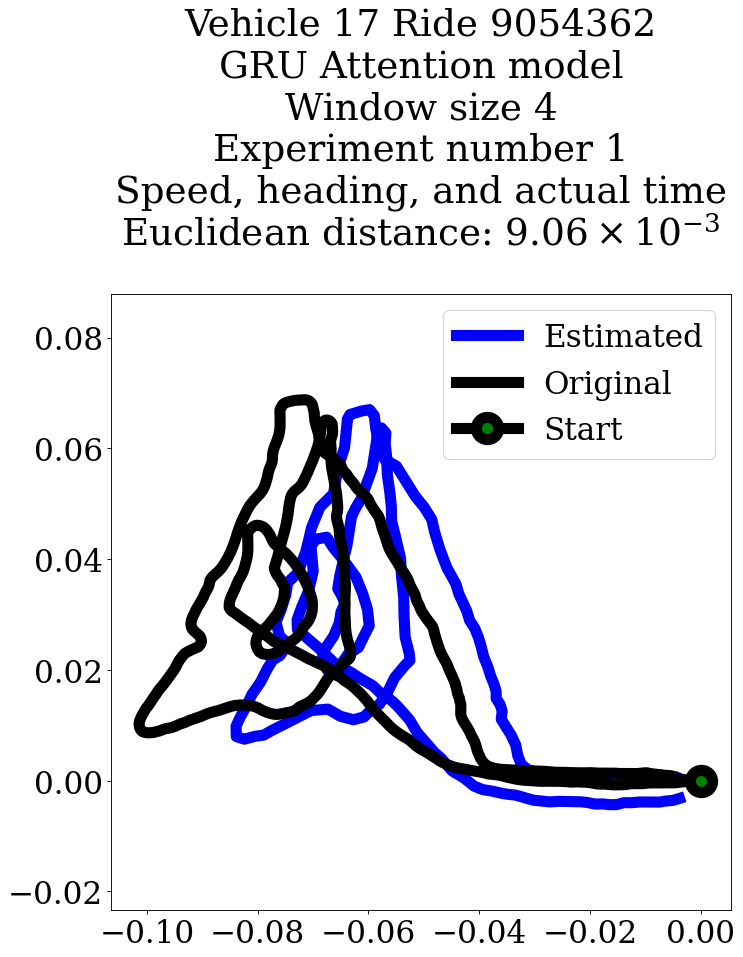 Vehicle 17 Ride 9054362
GRU Attention model
Window size 4
Experiment number 1
Speed, heading, and actual time
Euclidean distance: 9.06 × 10⁻³
Estimated
Original
Start
0.08
0.06
0.04
0.02
0.00
−0.02
−0.10 −0.08 −0.06 −0.04 −0.02 0.00